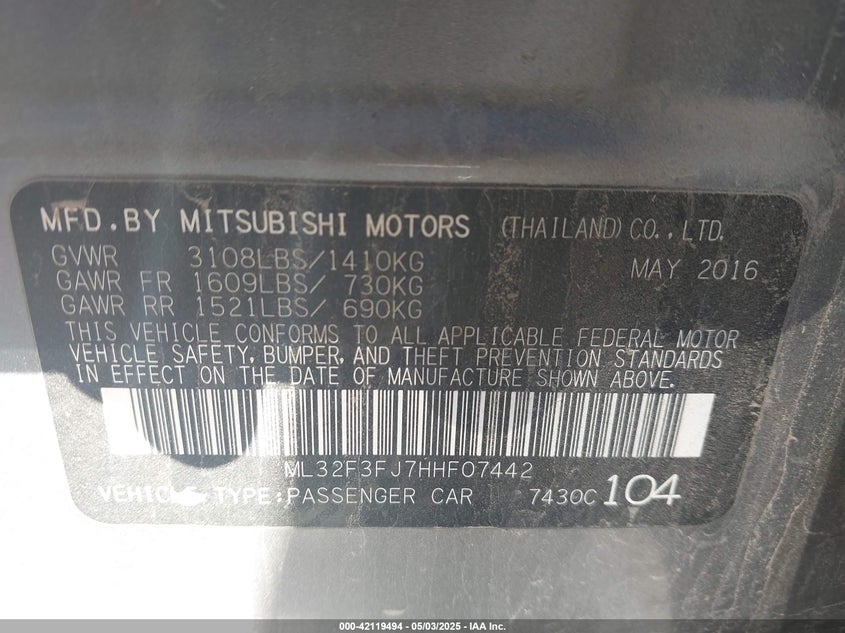 MFD.BY MITSUBISHI MOTORS (THAILAND) CO.,LTD.
GVWR 3108LBS/1410KG MAY 2016
GAWR FR 1609LBS/ 730KG
GAWR RR 1521LBS/ 690KG
THIS VEHICLE CONFORMS TO ALL APPLICABLE FEDERAL MOTOR
VEHICLE SAFETY, BUMPER, AND THEFT PREVENTION STANDARDS
IN EFFECT ON THE DATE OF MANUFACTURE SHOWN ABOVE.
ML32F3FJ7HHF07442
VEHICLE TYPE:PASSENGER CAR 7430C 104
000-42119494 - 05/03/2025 - IAA Inc.